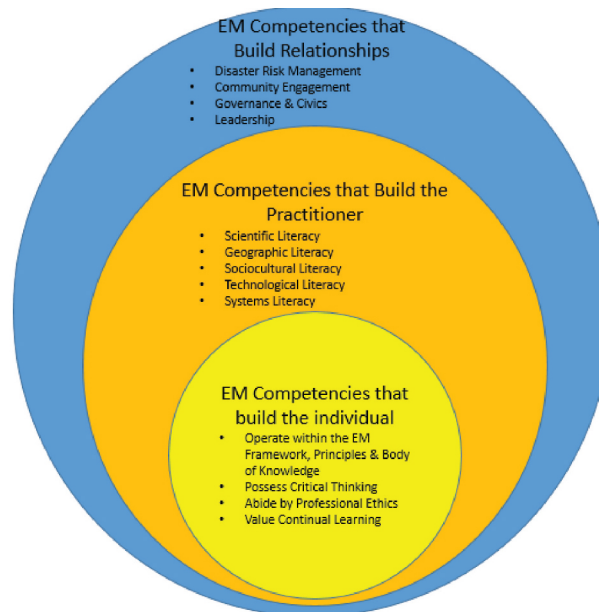 EM Competencies that
Build Relationships
• Disaster Risk Management
• Community Engagement
• Governance & Civics
• Leadership
EM Competencies that Build the
Practitioner
• Scientific Literacy
• Geographic Literacy
• Sociocultural Literacy
• Technological Literacy
• Systems Literacy
EM Competencies that
build the individual
• Operate within the EM
Framework, Principles & Body
of Knowledge
• Possess Critical Thinking
• Abide by Professional Ethics
• Value Continual Learning